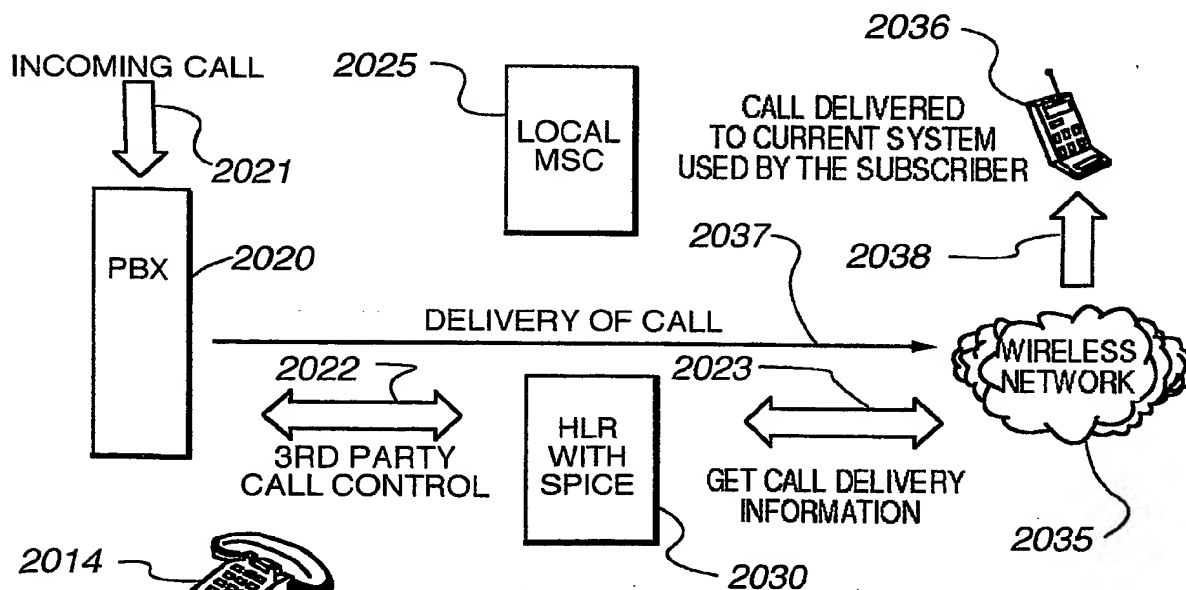 2036
INCOMING CALL
2025
LOCAL
MSC
CALL DELIVERED
TO CURRENT SYSTEM
USED BY THE SUBSCRIBER
2021
PBX
2020
2037
2038
DELIVERY OF CALL
2022
2023
WIRELESS
NETWORK
HLR
WITH
SPICE
3RD PARTY
CALL CONTROL
GET CALL DELIVERY
INFORMATION
2035
2014
2030